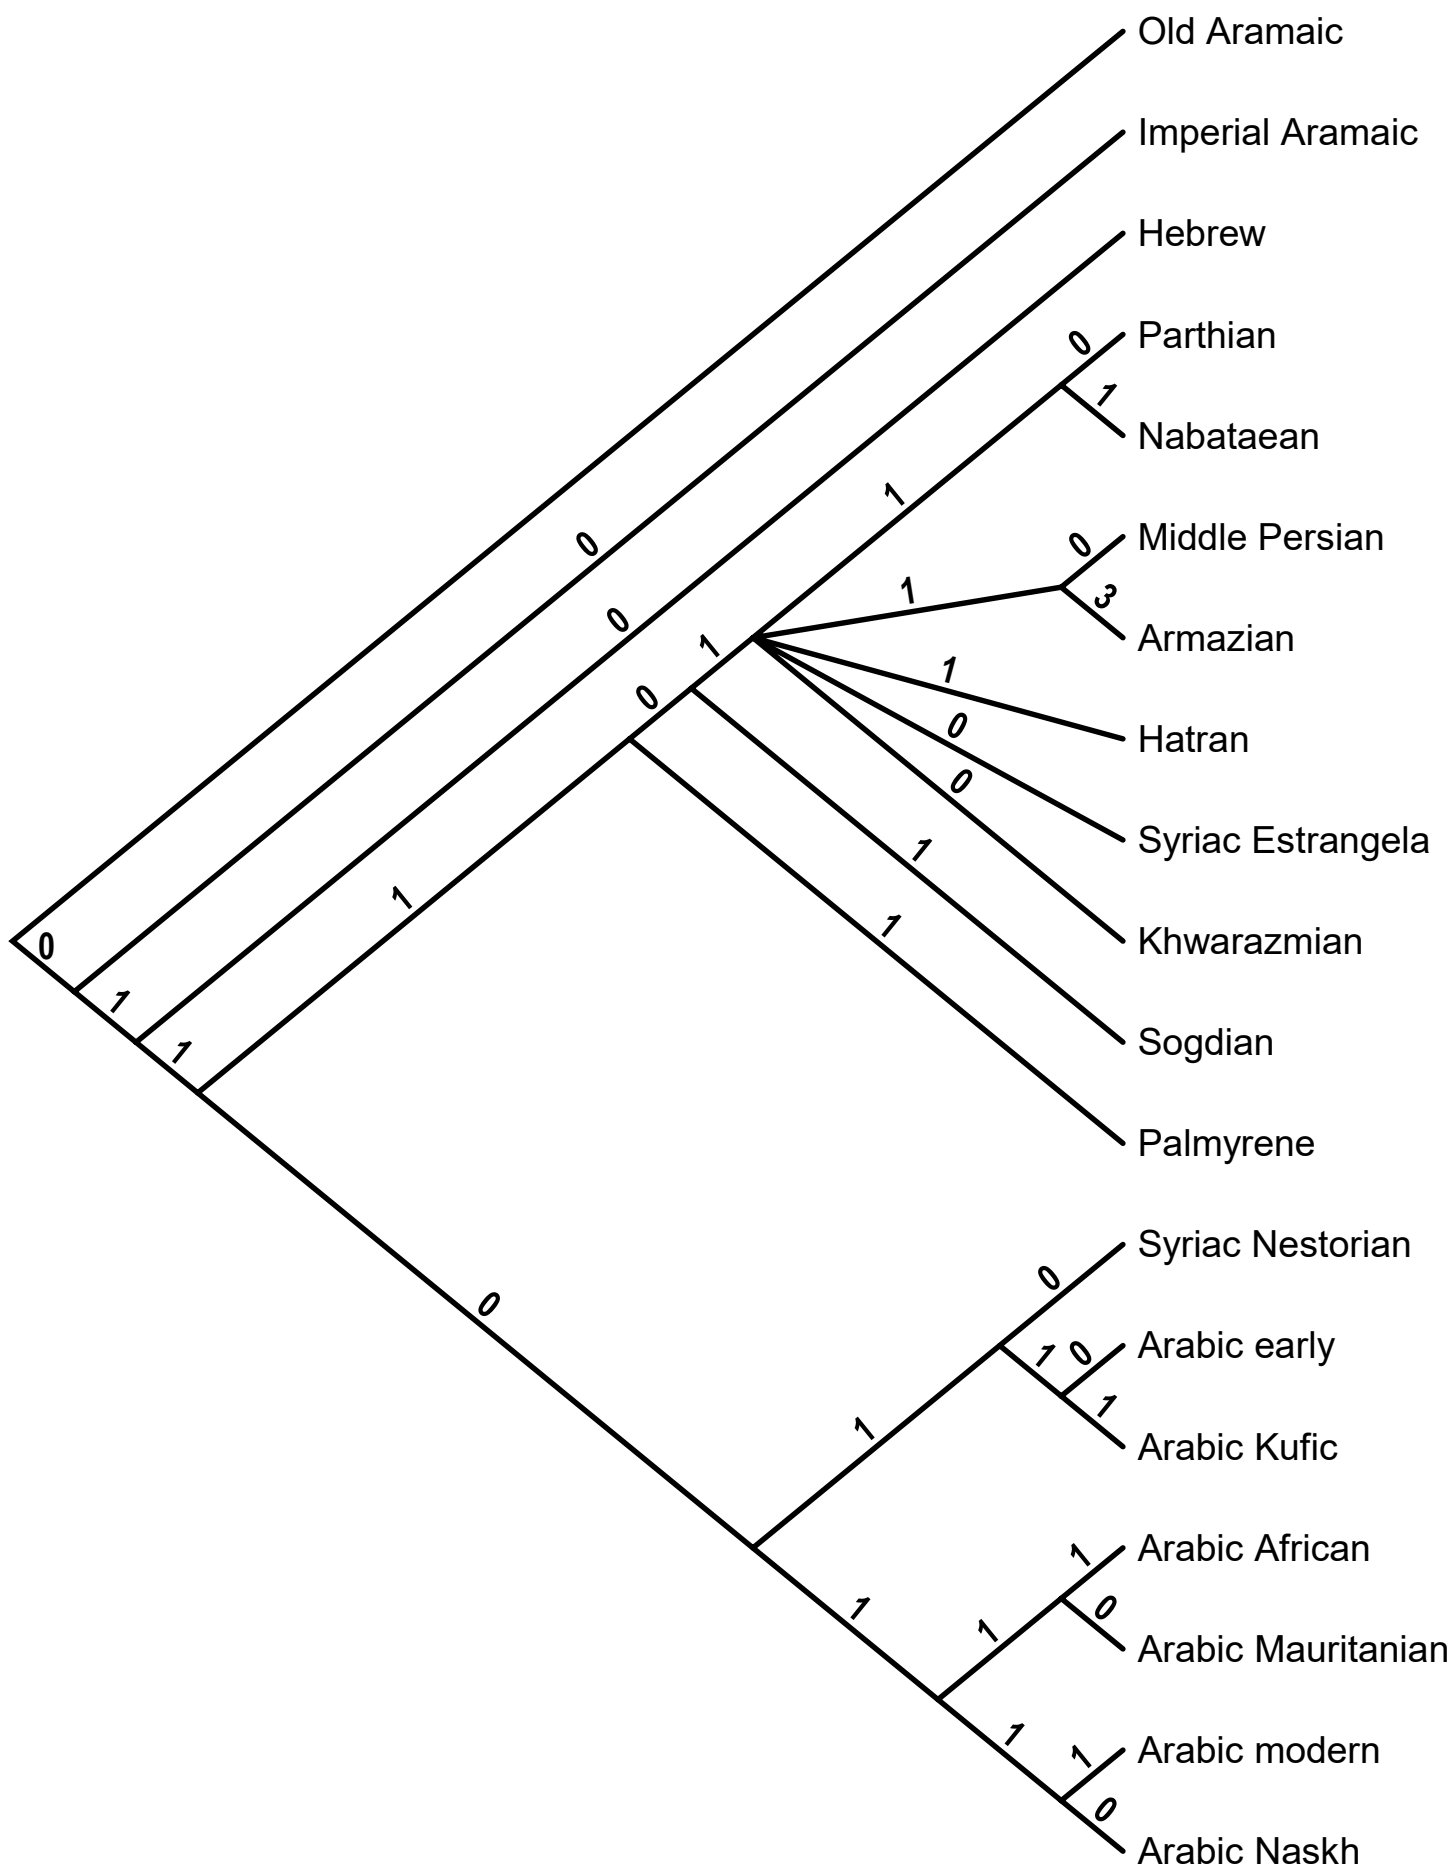 Old Aramaic
Imperial Aramaic
Hebrew
0
Parthian
1
Nabataean
1
0
Middle Persian
0
1
3
Armazian
0
1
1
Hatran
0
0
0
Syriac Estrangela
1
1
1
0
Khwarazmian
1
1
Sogdian
Palmyrene
0
Syriac Nestorian
0
1
0
Arabic early
1
1
Arabic Kufic
1
Arabic African
1
1
0
Arabic Mauritanian
1
1
Arabic modern
0
Arabic Naskh